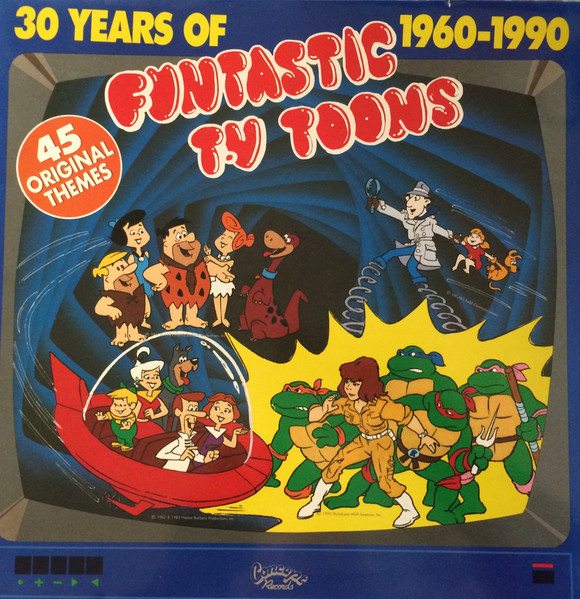 30 YEARS OF
1960-1990
FUNTASTIC
T.V TOONS
45
ORIGINAL
THEMES
Concept
Records